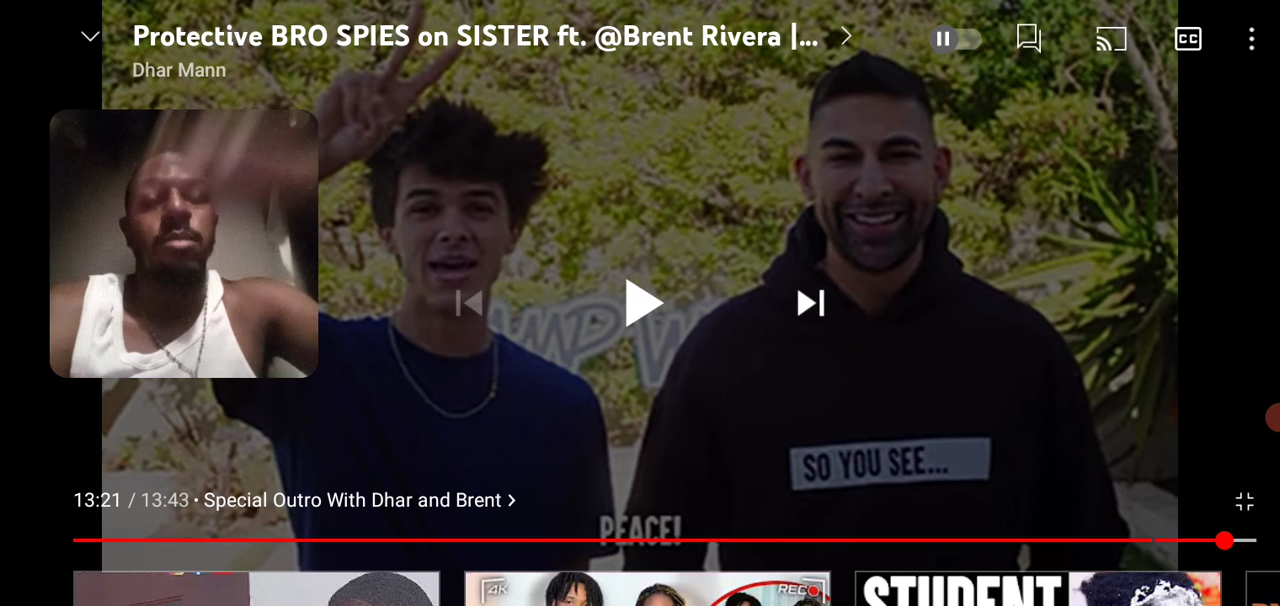 Protective BRO SPIES on SISTER ft. @Brent Rivera |...
Dhar Mann
CC
SO YOU SEE...
13:21 / 13:43 · Special Outro With Dhar and Brent
PEACE!
4K
REC
STUDENT